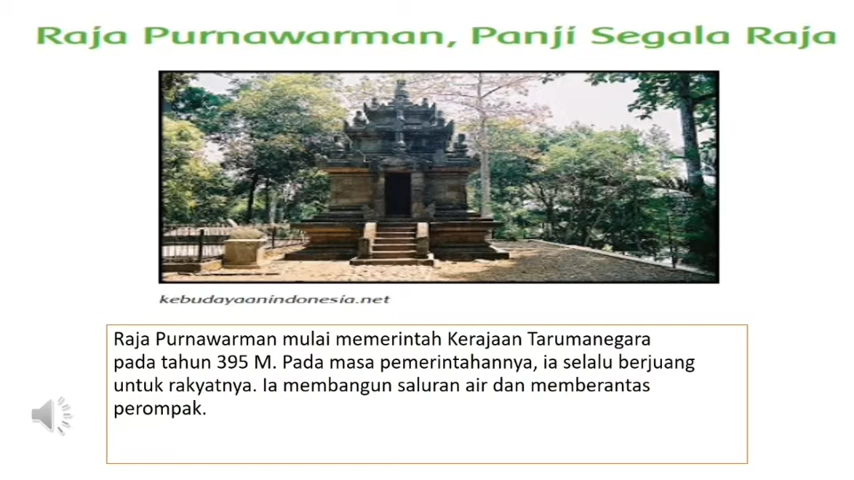 Raja Purnawarman, Panji Segala Raja
kebudayaanindonesia.net
Raja Purnawarman mulai memerintah Kerajaan Tarumanegara
pada tahun 395 M. Pada masa pemerintahannya, ia selalu berjuang
untuk rakyatnya. Ia membangun saluran air dan memberantas
perompak.